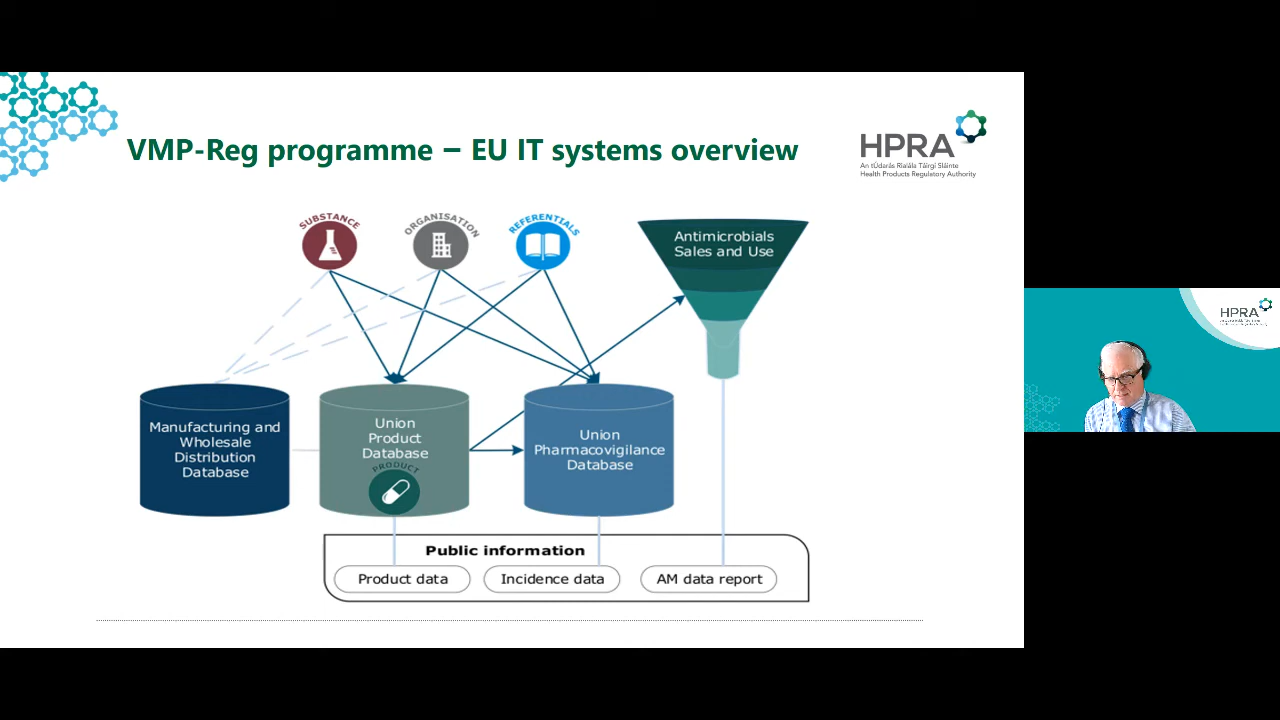 VMP-Reg programme – EU IT systems overview
HPRA
An tÚdarás Rialála Táirgí Sláinte
Health Products Regulatory Authority
SUBSTANCE
ORGANISATION
REFERENTIALS
Antimicrobials
Sales and Use
Manufacturing and
Wholesale
Distribution
Database
Union
Product
Database
PRODUCT
Union
Pharmacovigilance
Database
Public information
Product data
Incidence data
AM data report
HPRA